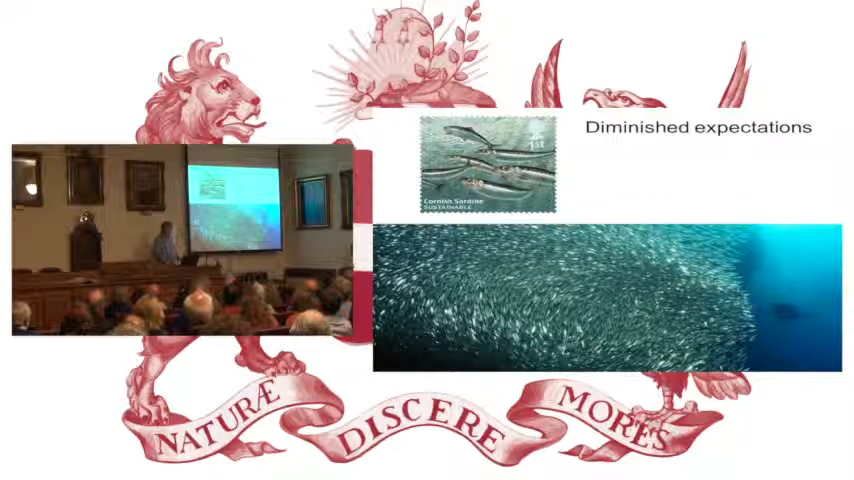 Diminished expectations
1st
Cornish Sardine
SUSTAINABLE
NATURÆ DISCERE MORES